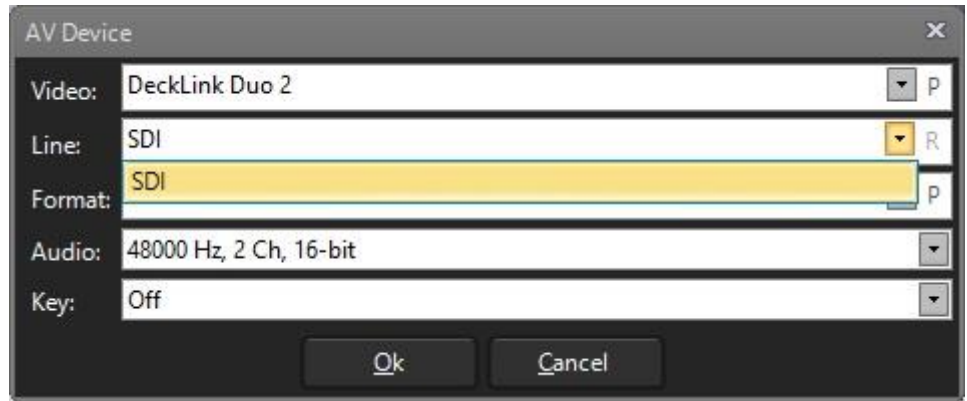 AV Device
Video: DeckLink Duo 2 P
Line: SDI R
SDI
Format: P
Audio: 48000 Hz, 2 Ch, 16-bit
Key: Off
Ok Cancel